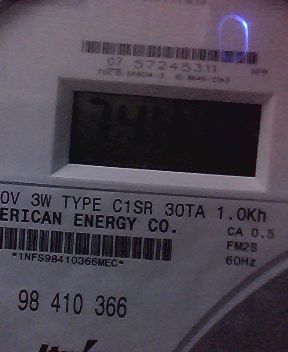 07 57245311
0V 3W TYPE C1SR 30TA 1.0Kh
ERICAN ENERGY CO. CA 0.5
FM2S
*1NFS98410366MEC* 60Hz
98 410 366